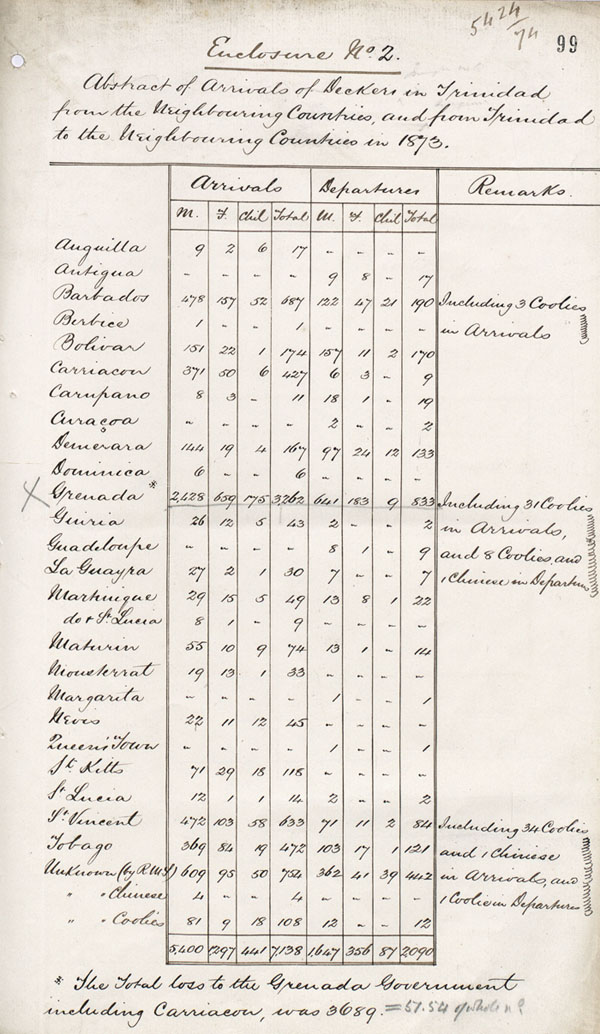 5424/74
99
Enclosure No 2.
Abstract of Arrivals of Deckers in Trinidad
from the Neighbouring Countries, and from Trinidad
to the Neighbouring Countries in 1873.
Arrivals Departures Remarks.
M. F. Chil Total M. F. Chil Total
Anguilla 9 2 6 17 - - - -
Antigua - - - - 9 8 - 17
Barbados 478 157 52 687 122 47 21 190 Including 3 Coolies
Berbice 1 - - 1 - - - - in Arrivals
Bolivar 151 22 1 174 157 11 2 170
Carriacou 371 50 6 427 6 3 - 9
Carupano 8 3 - 11 18 1 - 19
Curaçoa - - - - 2 - - 2
Demerara 144 19 4 167 97 24 12 133
Dominica 6 - - 6 - - - -
X Grenada * 2,428 659 175 3,262 641 183 9 833 Including 31 Coolies
Guiria 26 12 5 43 2 - - 2 in Arrivals,
Guadeloupe - - - - 8 1 - 9 and 8 Coolies, and
La Guayra 27 2 1 30 7 - - 7 1 Chinese in Departures
Martinique 29 15 5 49 13 8 1 22
do & St Lucia 8 1 - 9
Maturin 55 10 9 74 13 1 - 14
Monsterrat 19 13 1 33 - - - -
Margarita - - - - 1 - - 1
Nevis 22 11 12 45 - - - -
Queen's Town - - - - 1 - - 1
St Kitts 71 29 18 118 - - - -
St Lucia 12 1 1 14 2 - - 2
St Vincent 472 103 58 633 71 11 2 84 Including 34 Coolies
Tobago 369 84 19 472 103 17 1 121 and 1 Chinese
Unknown (by R.M.S) 609 95 50 754 362 41 39 442 in Arrivals, and
" " Chinese 4 - - 4 - - - - 1 Coolie in Departures
" " Coolies 81 9 18 108 12 - - 12
5,400 1297 441 7,138 1,647 356 87 2090
* The Total loss to the Grenada Government
including Carriacou, was 3689. = 51.54 of whole no